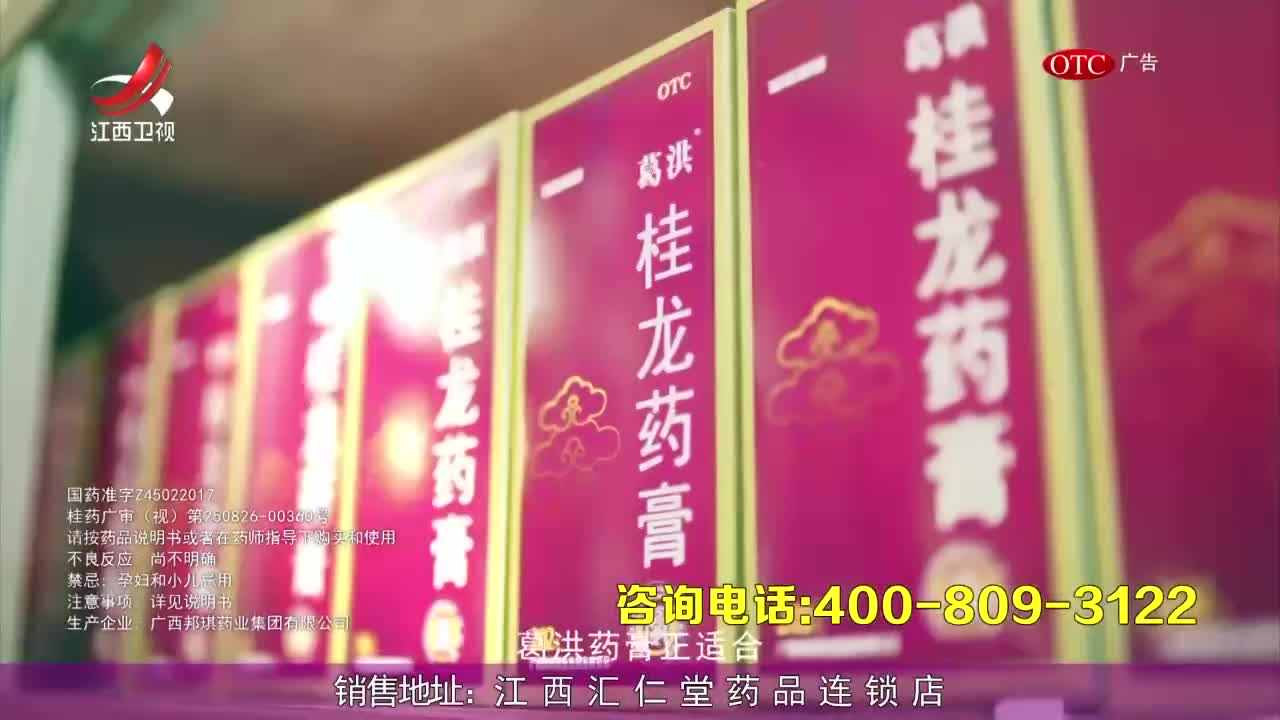 江西卫视
OTC 广告
OTC
葛洪
桂龙药膏
葛洪
桂龙药膏
桂龙药膏
国药准字Z45022017
桂药广审（视）第250826-00360号
请按药品说明书或者在药师指导下购买和使用
不良反应 尚不明确
禁忌：孕妇和小儿忌用
注意事项 详见说明书
生产企业 广西邦琪药业集团有限公司
咨询电话:400-809-3122
葛洪药膏正适合
销售地址：江西汇仁堂药品连锁店